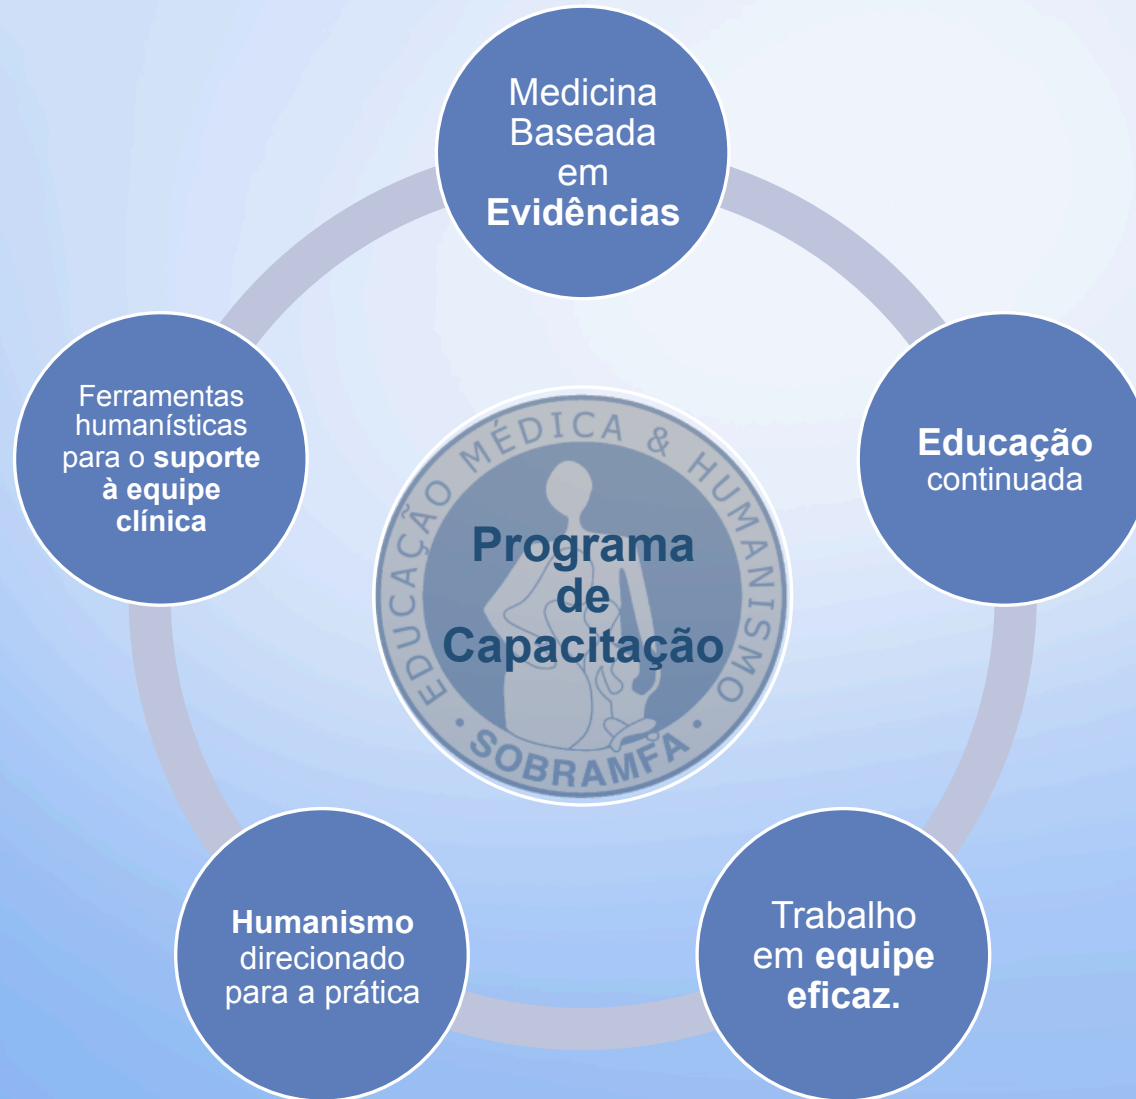 Medicina
Baseada
em
Evidências
Educação
continuada
Trabalho
em equipe
eficaz.
Humanismo
direcionado
para a prática
Ferramentas
humanísticas
para o suporte
à equipe
clínica
Programa
de
Capacitação
EDUCAÇÃO MÉDICA & HUMANISMO
SOBRAMFA